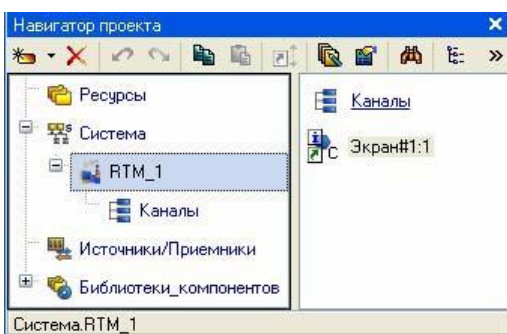 Навигатор проекта
Ресурсы
Система
RTM_1
Каналы
Источники/Приемники
Библиотеки_компонентов
Каналы
C Экран#1:1
Система.RTM_1